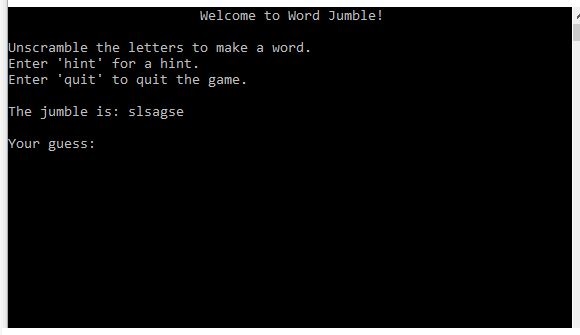 Welcome to Word Jumble!
Unscramble the letters to make a word.
Enter 'hint' for a hint.
Enter 'quit' to quit the game.
The jumble is: slsagse
Your guess: